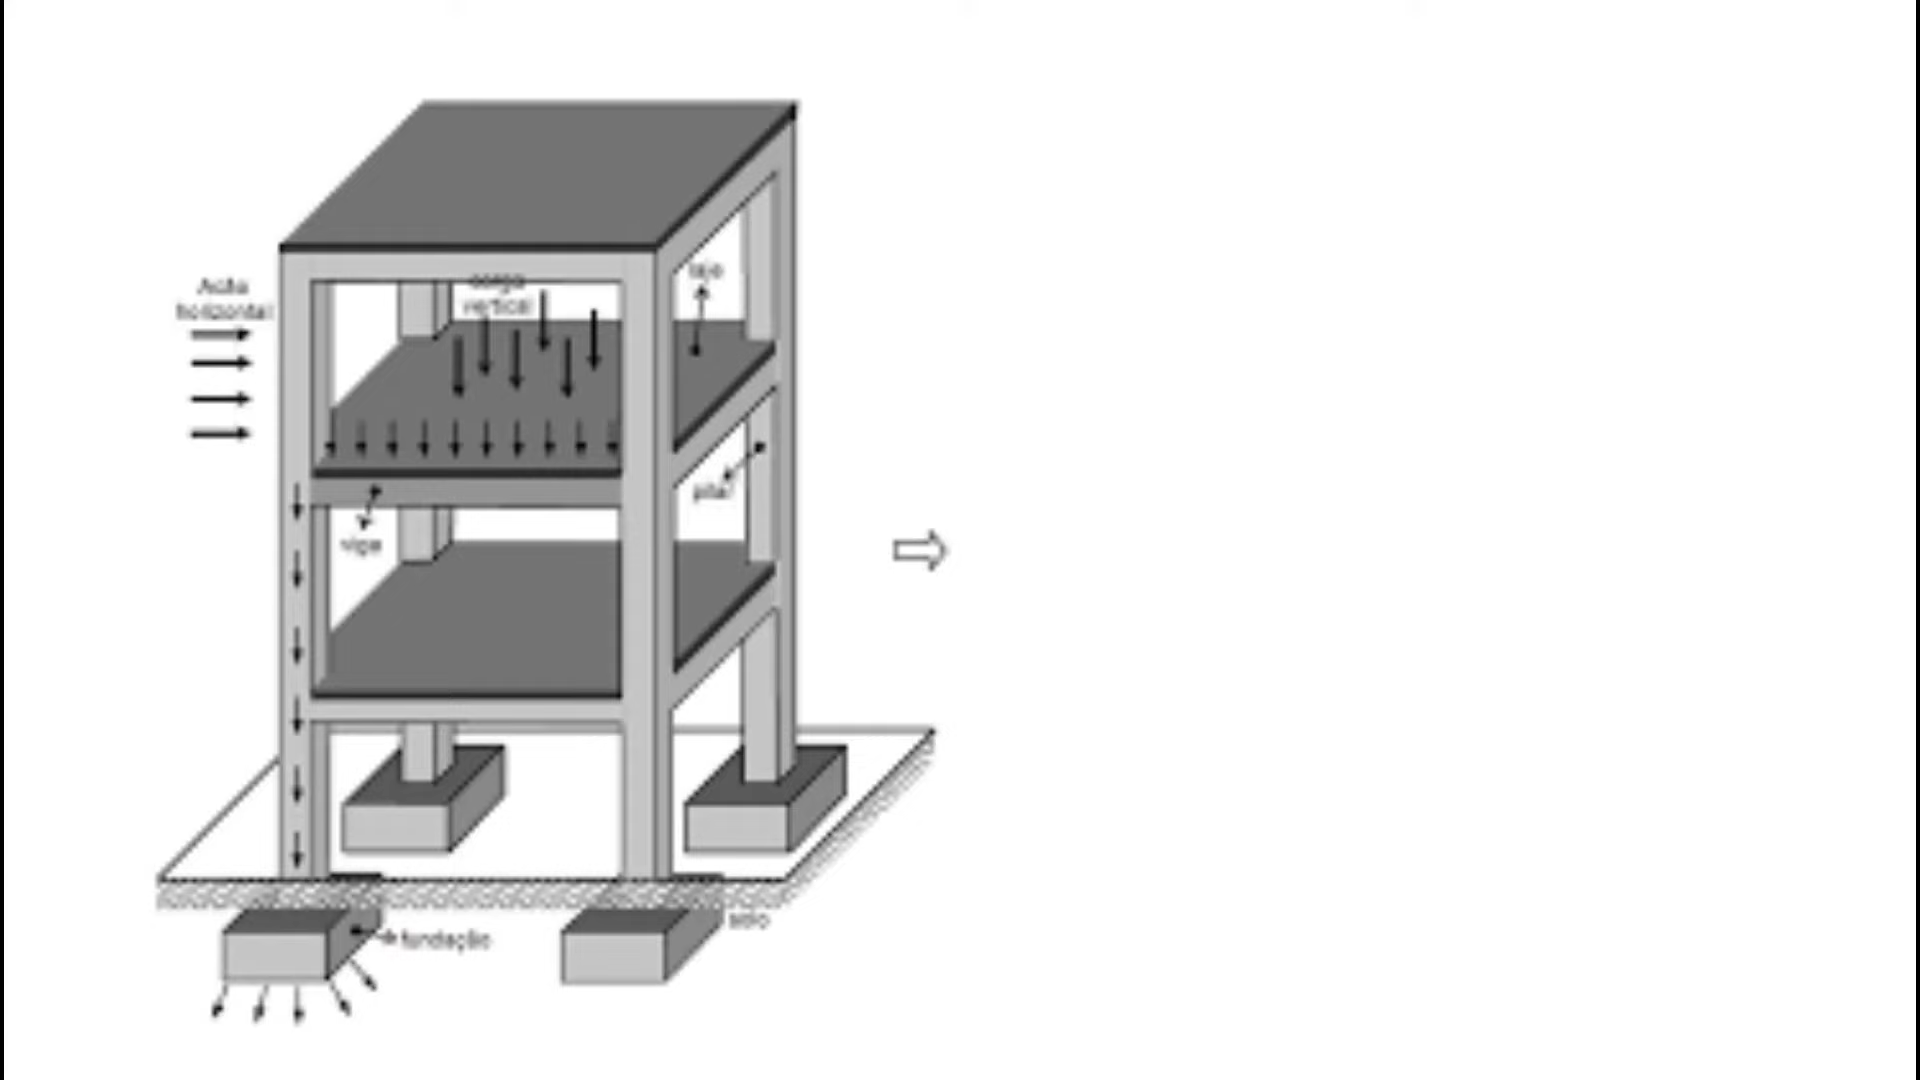 laje
carga
vertical
Ação
horizontal
pilar
viga
solo
fundação